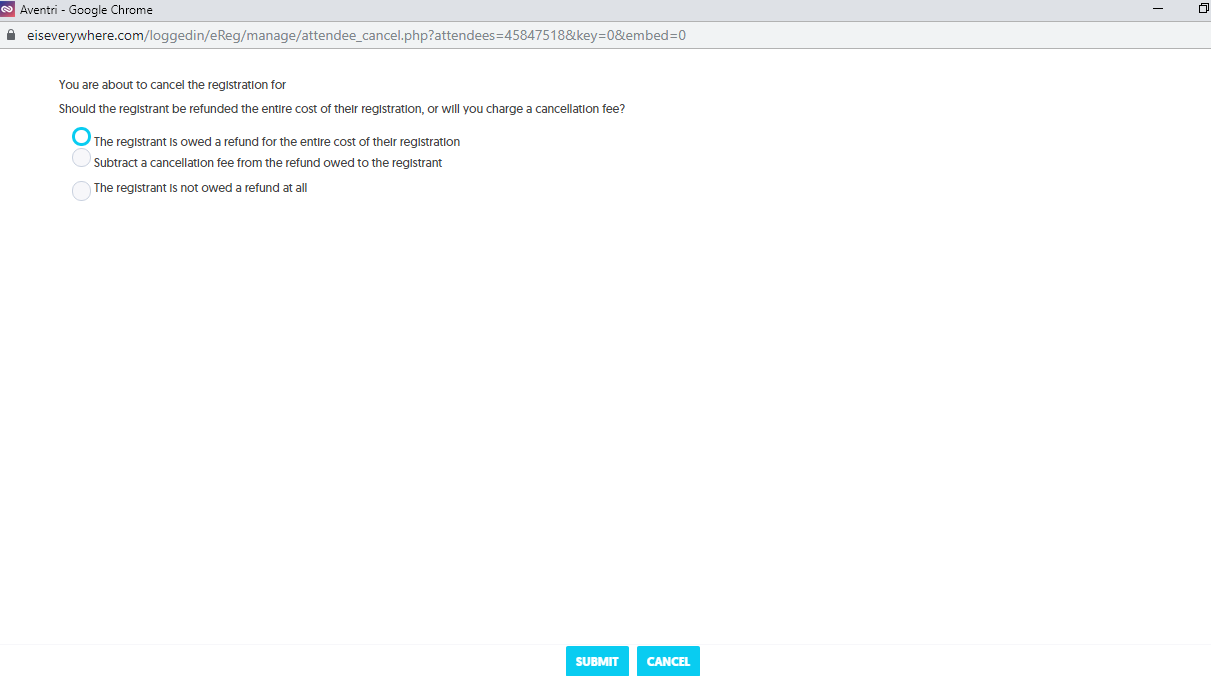 Aventri - Google Chrome
eiseverywhere.com/loggedin/eReg/manage/attendee_cancel.php?attendees=45847518&key=0&embed=0
You are about to cancel the registration for
Should the registrant be refunded the entire cost of their registration, or will you charge a cancellation fee?
The registrant is owed a refund for the entire cost of their registration
Subtract a cancellation fee from the refund owed to the registrant
The registrant is not owed a refund at all
SUBMIT CANCEL